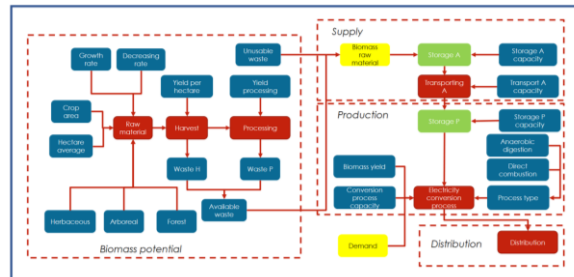 Growth
rate
Decreasing
rate
Unusable
waste
Crop
area
Hectare
average
Yield per
hectare
Yield
processing
Raw
material
Harvest
Processing
Waste H
Waste P
Available
waste
Herbaceous
Arboreal
Forest
Biomass potential
Supply
Biomass
raw
material
Storage A
Storage A
capacity
Transporting
A
Transport A
capacity
Production
Storage P
Storage P
capacity
Anaerobic
digestion
Direct
combustion
Biomass yield
Conversion
process
capacity
Electricity
conversion
process
Process type
Demand
Distribution
Distribution